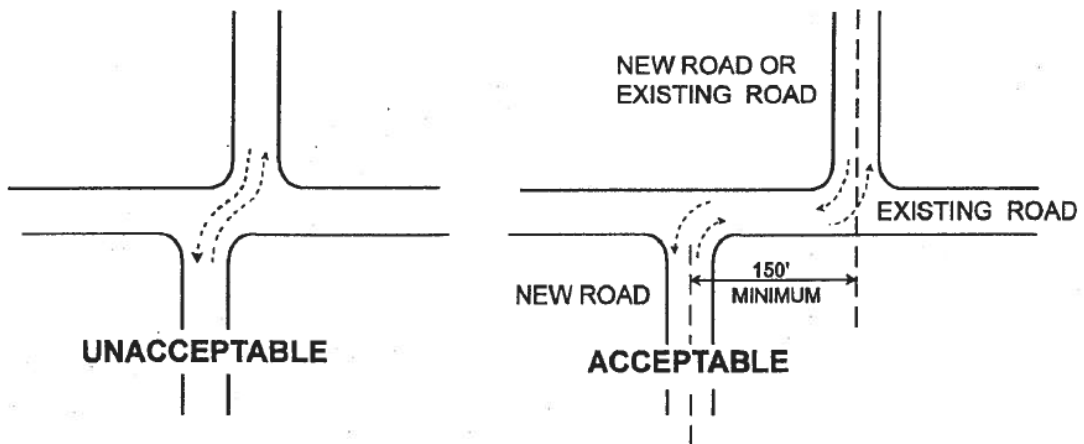 NEW ROAD OR
EXISTING ROAD
EXISTING ROAD
150'
MINIMUM
NEW ROAD
UNACCEPTABLE
ACCEPTABLE